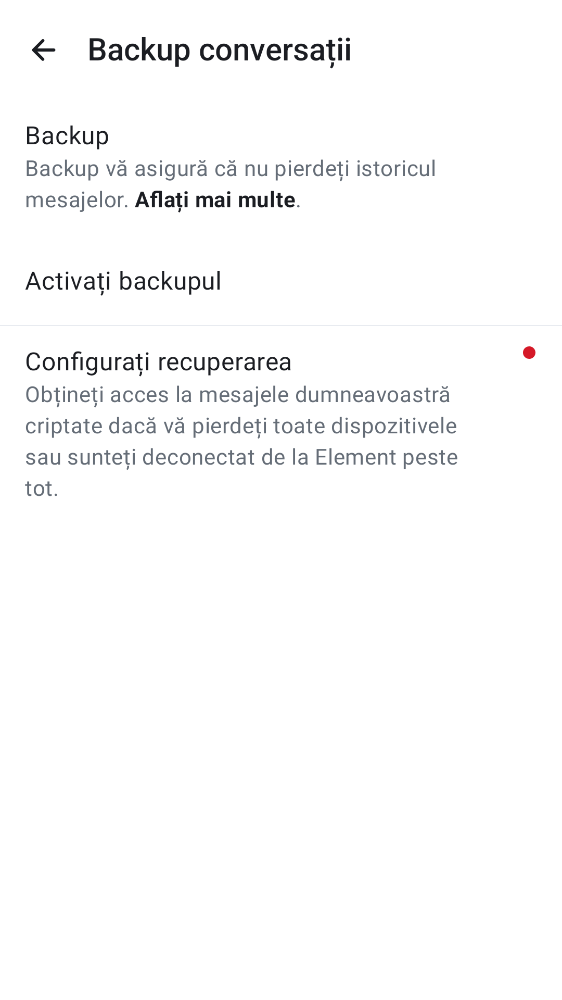 Backup conversații
Backup
Backup vă asigură că nu pierdeți istoricul
mesajelor. Aflați mai multe.
Activați backupul
Configurați recuperarea
Obțineți acces la mesajele dumneavoastră
criptate dacă vă pierdeți toate dispozitivele
sau sunteți deconectat de la Element peste
tot.